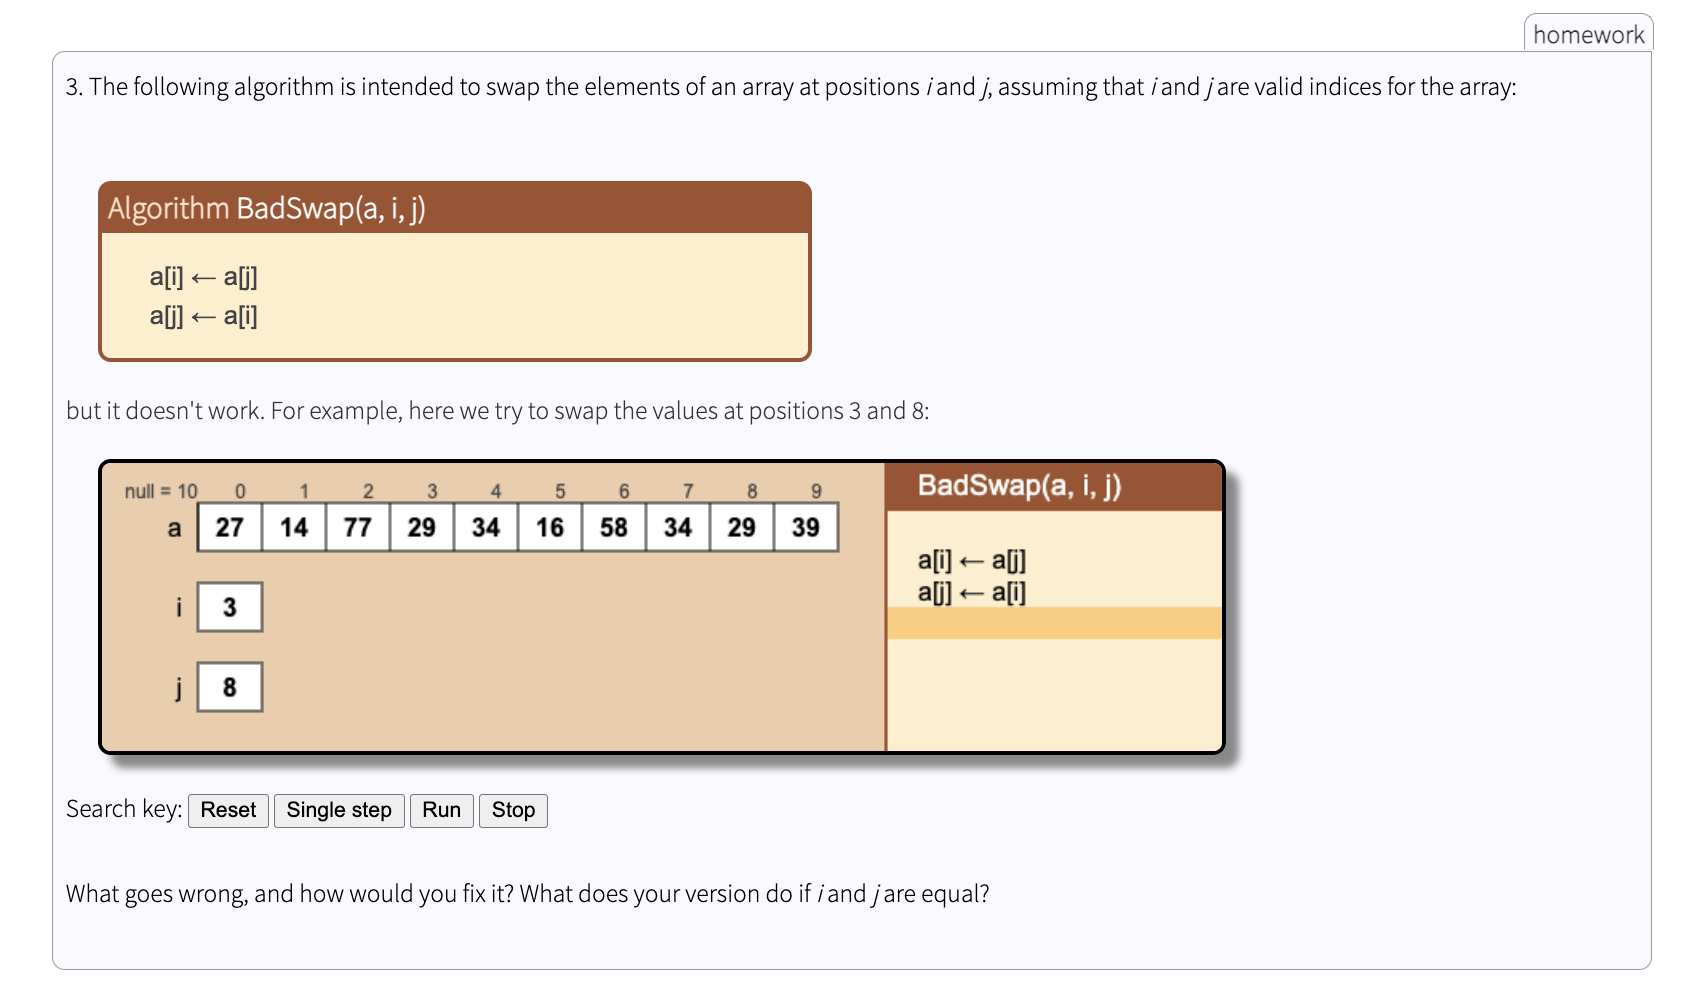 homework
3. The following algorithm is intended to swap the elements of an array at positions i and j, assuming that i and j are valid indices for the array:
Algorithm BadSwap(a, i, j)
a[i] ← a[j]
a[j] ← a[i]
but it doesn't work. For example, here we try to swap the values at positions 3 and 8:
null = 10 0 1 2 3 4 5 6 7 8 9
a 27 14 77 29 34 16 58 34 29 39
i 3
j 8
BadSwap(a, i, j)
a[i] ← a[j]
a[j] ← a[i]
Search key: Reset Single step Run Stop
What goes wrong, and how would you fix it? What does your version do if i and j are equal?